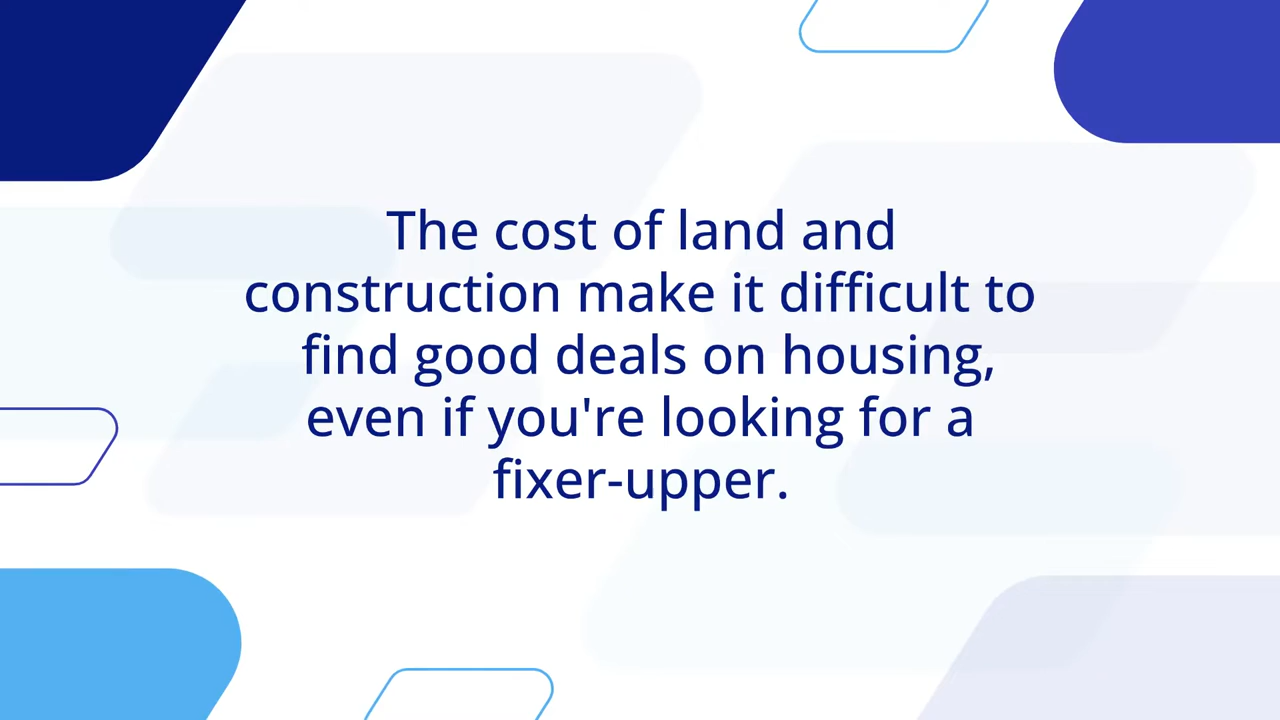 The cost of land and
construction make it difficult to
find good deals on housing,
even if you're looking for a
fixer-upper.